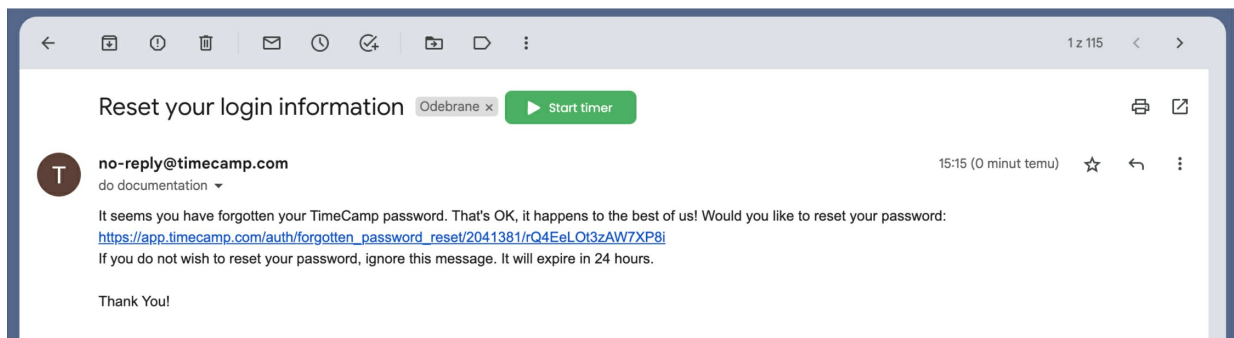 1 z 115
Reset your login information Odebrane × Start timer
T
no-reply@timecamp.com 15:15 (0 minut temu)
do documentation
It seems you have forgotten your TimeCamp password. That's OK, it happens to the best of us! Would you like to reset your password:
https://app.timecamp.com/auth/forgotten_password_reset/2041381/rQ4EeLOt3zAW7XP8i
If you do not wish to reset your password, ignore this message. It will expire in 24 hours.
Thank You!